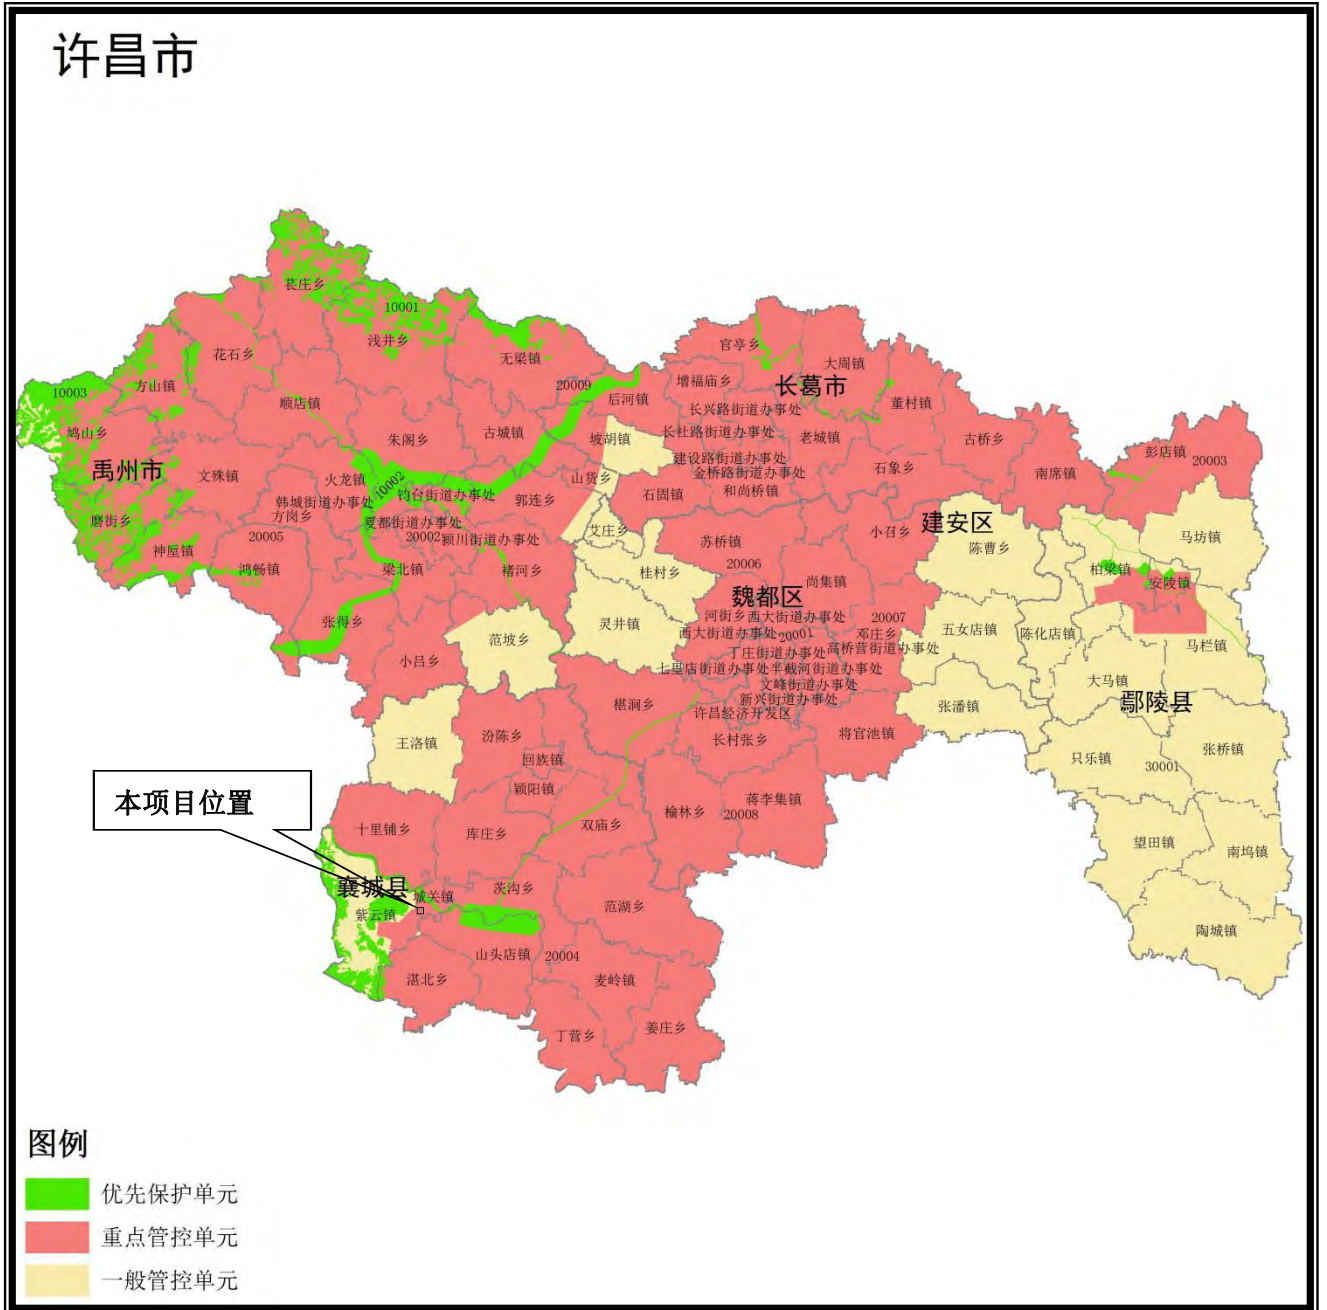 许昌市
苌庄乡
10001
浅井乡
花石乡
无梁镇
官亭乡
大周镇
10003
方山镇
20009
后河镇
增福庙乡
长葛市
顺店镇
长兴路街道办事处
董村镇
鸠山乡
朱阁乡
古城镇
坡胡镇
长社路街道办事处
老城镇
古桥乡
彭店镇
20003
禹州市
文殊镇
火龙镇
10002
山货乡
建设路街道办事处
金桥路街道办事处
石象乡
南席镇
韩城街道办事处
钧台街道办事处
郭连乡
石固镇
和尚桥镇
方岗乡
磨街乡
夏都街道办事处
艾庄乡
小召乡
建安区
马坊镇
20005
20002
颍川街道办事处
苏桥镇
陈曹乡
神垕镇
鸿畅镇
梁北镇
褚河乡
桂村乡
20006
尚集镇
柏梁镇
安陵镇
魏都区
张得乡
范坡乡
灵井镇
河街乡
西大街道办事处
20007
五女店镇
陈化店镇
西大街道办事处
20001
邓庄乡
马栏镇
小吕乡
丁庄街道办事处
高桥营街道办事处
七里店街道办事处
半截河街道办事处
大马镇
文峰街道办事处
椹涧乡
新兴街道办事处
张潘镇
鄢陵县
许昌经济开发区
王洛镇
汾陈乡
长村张乡
将官池镇
张桥镇
回族镇
只乐镇
30001
颖阳镇
本项目位置
蒋李集镇
榆林乡
20008
十里铺乡
库庄乡
双庙乡
望田镇
南坞镇
襄城县
城关镇
茨沟乡
紫云镇
范湖乡
陶城镇
山头店镇
20004
湛北乡
麦岭镇
丁营乡
姜庄乡
图例
优先保护单元
重点管控单元
一般管控单元